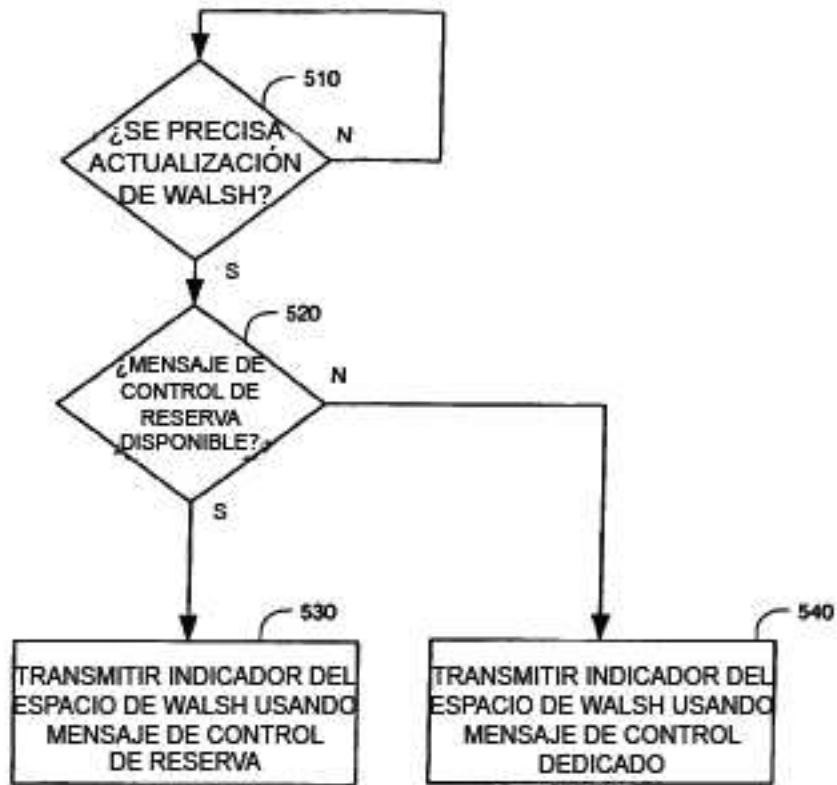 510
¿SE PRECISA
ACTUALIZACIÓN
DE WALSH?
N
S
520
¿MENSAJE DE
CONTROL DE
RESERVA
DISPONIBLE?
N
S
530
TRANSMITIR INDICADOR DEL
ESPACIO DE WALSH USANDO
MENSAJE DE CONTROL
DE RESERVA
540
TRANSMITIR INDICADOR DEL
ESPACIO DE WALSH USANDO
MENSAJE DE CONTROL
DEDICADO